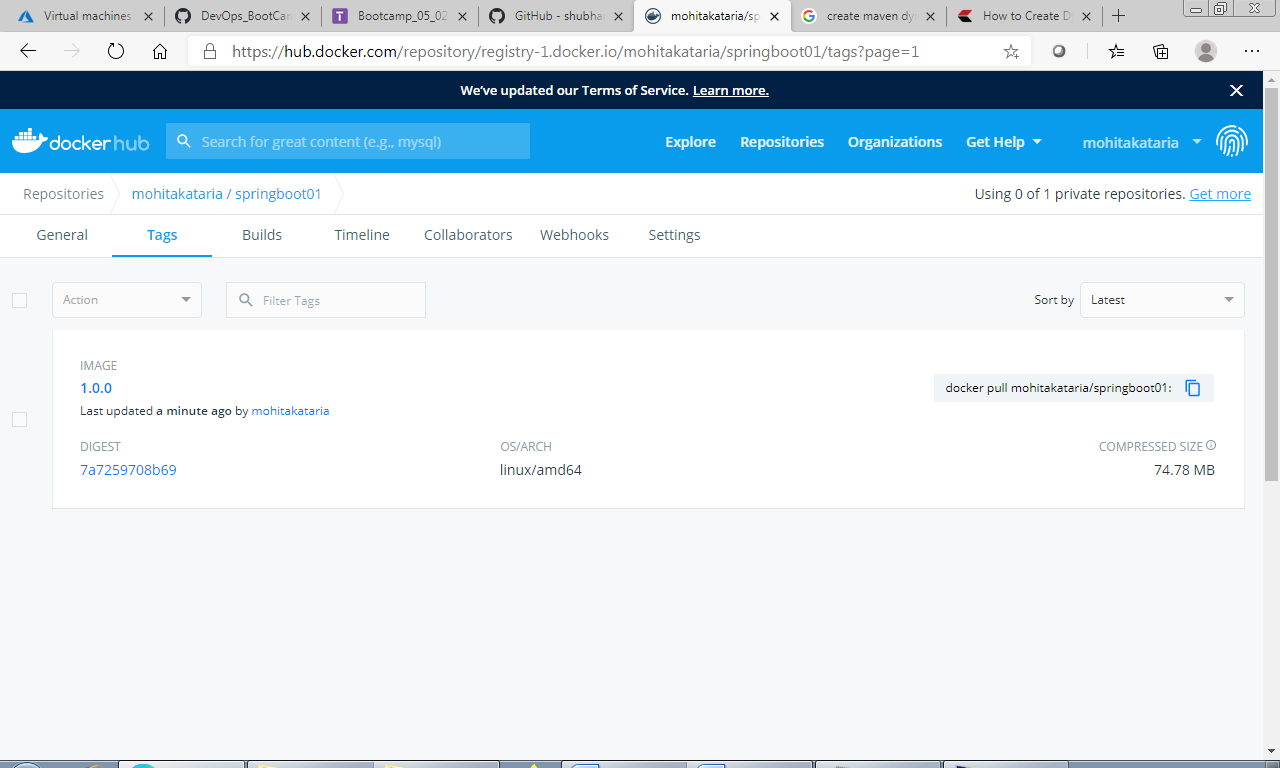 Virtual machines
DevOps_BootCam
Bootcamp_05_02
GitHub - shubha
mohitakataria/sp
create maven dy
How to Create D
https://hub.docker.com/repository/registry-1.docker.io/mohitakataria/springboot01/tags?page=1
We've updated our Terms of Service. Learn more.
docker hub
Search for great content (e.g., mysql)
Explore
Repositories
Organizations
Get Help
mohitakataria
Repositories
mohitakataria / springboot01
Using 0 of 1 private repositories. Get more
General
Tags
Builds
Timeline
Collaborators
Webhooks
Settings
Action
Filter Tags
Sort by
Latest
IMAGE
1.0.0
docker pull mohitakataria/springboot01:
Last updated a minute ago by mohitakataria
DIGEST
OS/ARCH
COMPRESSED SIZE
7a7259708b69
linux/amd64
74.78 MB